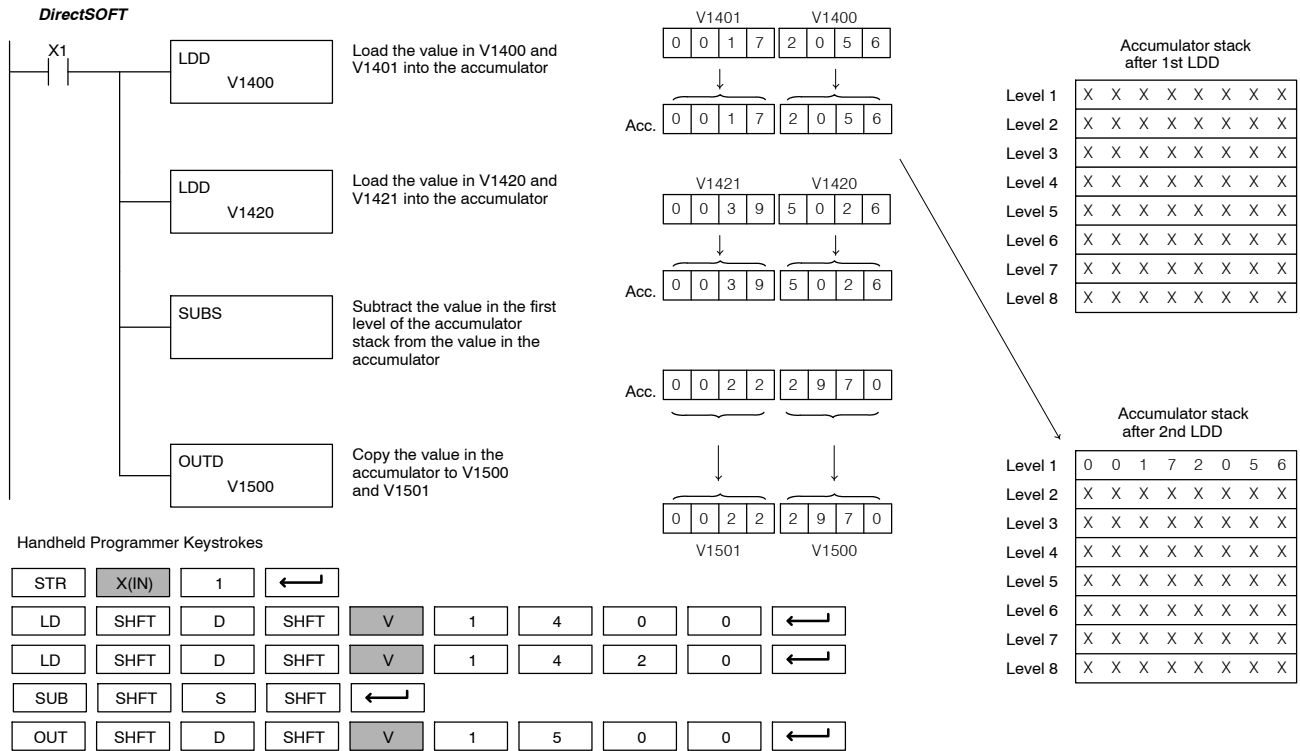 DirectSOFT
X1
LDD
V1400
Load the value in V1400 and
V1401 into the accumulator
LDD
V1420
Load the value in V1420 and
V1421 into the accumulator
SUBS
Subtract the value in the first
level of the accumulator
stack from the value in the
accumulator
OUTD
V1500
Copy the value in the
accumulator to V1500
and V1501
V1401 V1400
0 0 1 7 2 0 5 6
Acc. 0 0 1 7 2 0 5 6
V1421 V1420
0 0 3 9 5 0 2 6
Acc. 0 0 3 9 5 0 2 6
Acc. 0 0 2 2 2 9 7 0
0 0 2 2 2 9 7 0
V1501 V1500
Accumulator stack
after 1st LDD
Level 1 X X X X X X X X
Level 2 X X X X X X X X
Level 3 X X X X X X X X
Level 4 X X X X X X X X
Level 5 X X X X X X X X
Level 6 X X X X X X X X
Level 7 X X X X X X X X
Level 8 X X X X X X X X
Accumulator stack
after 2nd LDD
Level 1 0 0 1 7 2 0 5 6
Level 2 X X X X X X X X
Level 3 X X X X X X X X
Level 4 X X X X X X X X
Level 5 X X X X X X X X
Level 6 X X X X X X X X
Level 7 X X X X X X X X
Level 8 X X X X X X X X
Handheld Programmer Keystrokes
STR X(IN) 1
LD SHFT D SHFT V 1 4 0 0
LD SHFT D SHFT V 1 4 2 0
SUB SHFT S SHFT
OUT SHFT D SHFT V 1 5 0 0